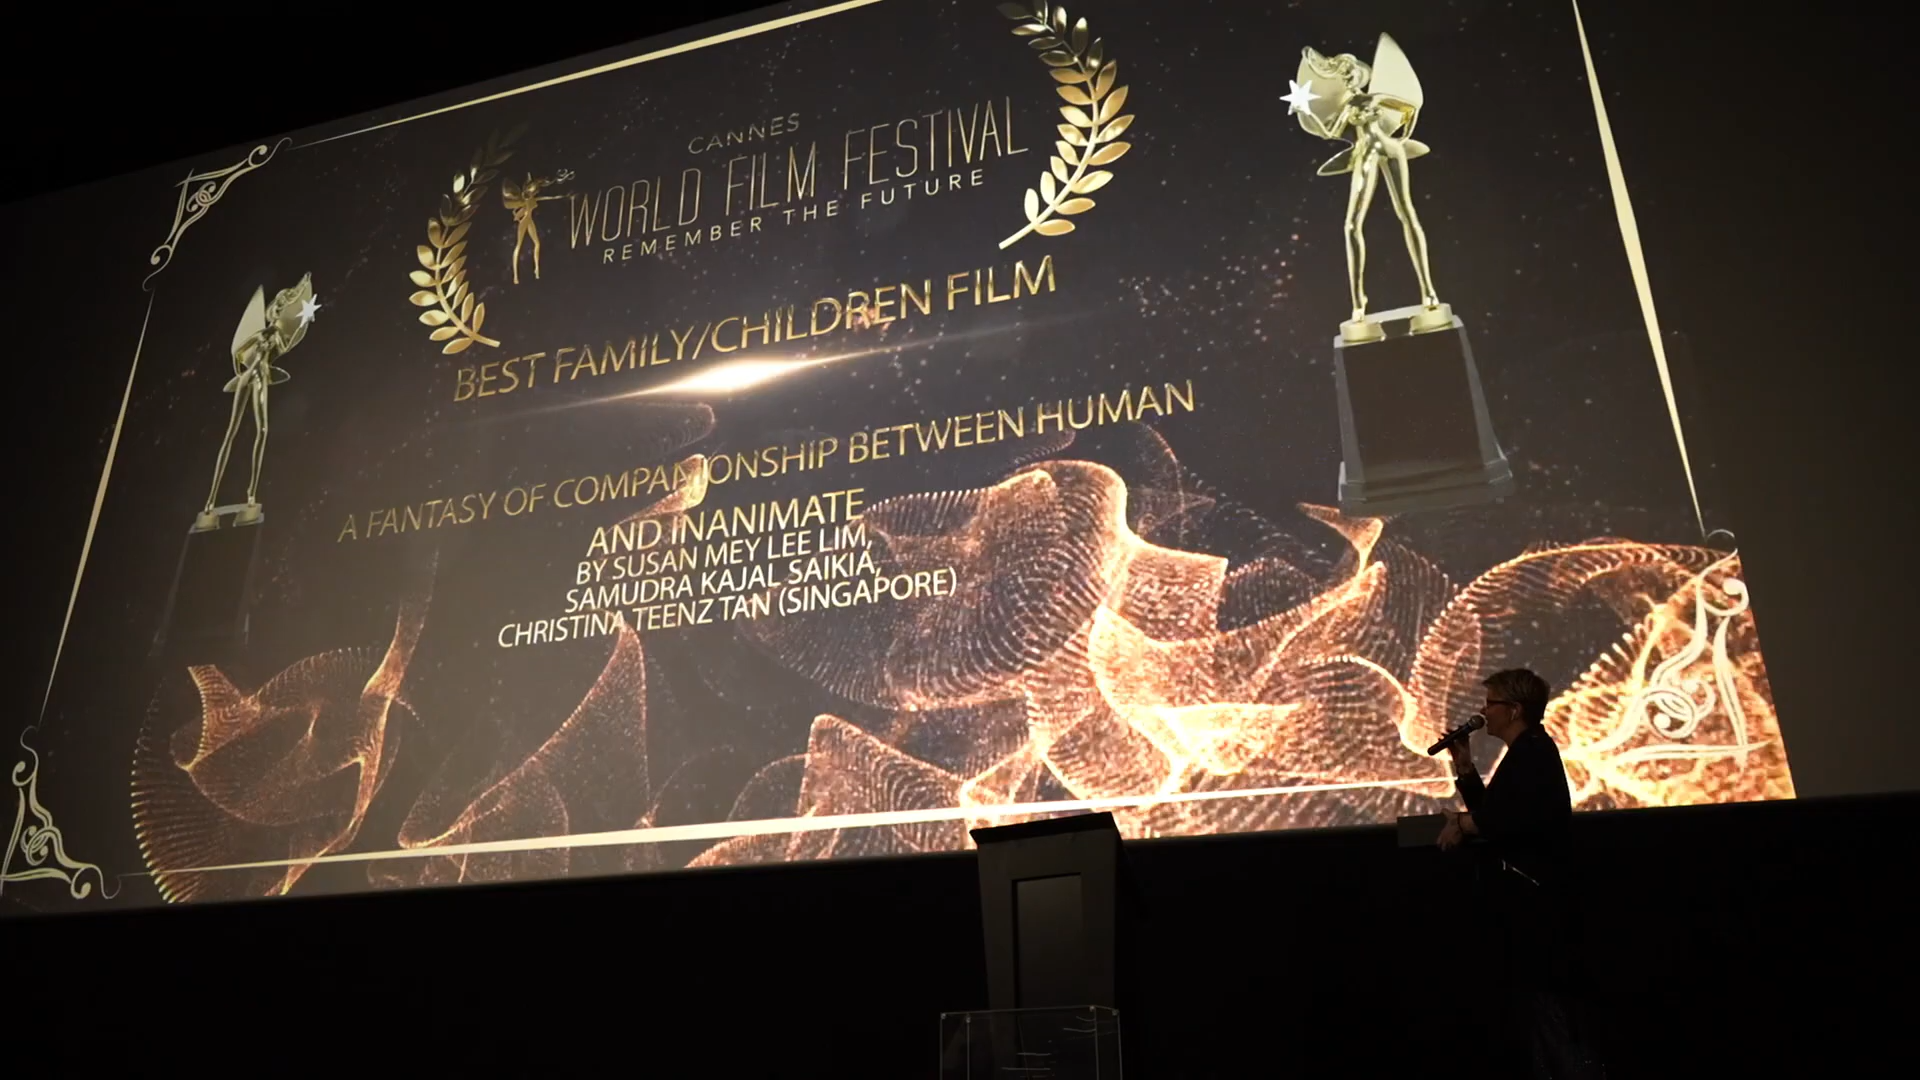 CANNES
WORLD FILM FESTIVAL
REMEMBER THE FUTURE
BEST FAMILY/CHILDREN FILM
A FANTASY OF COMPANIONSHIP BETWEEN HUMAN
AND INANIMATE
BY SUSAN MEY LEE LIM,
SAMUDRA KAJAL SAIKIA,
CHRISTINA TEENZ TAN (SINGAPORE)